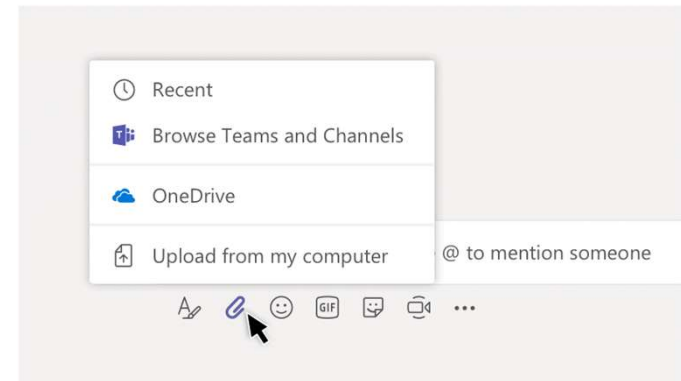 Recent
Browse Teams and Channels
OneDrive
Upload from my computer
@ to mention someone
GIF